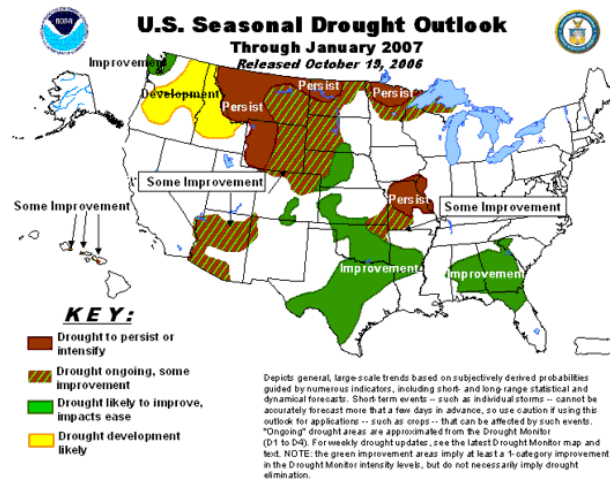 U.S. Seasonal Drought Outlook
Through January 2007
Released October 19, 2006
NOAA
Improvement
Development
Persist
Persist
Persist
Some Improvement
Some Improvement
Persist
Some Improvement
Improvement
Improvement
KEY:
Drought to persist or
intensify
Drought ongoing, some
improvement
Drought likely to improve,
impacts ease
Drought development
likely
Depicts general, large-scale trends based on subjectively derived probabilities
guided by numerous indicators, including short- and long-range statistical and
dynamical forecasts. Short-term events -- such as individual storms -- cannot be
accurately forecast more that a few days in advance, so use caution if using this
outlook for applications -- such as crops -- that can be affected by such events.
"Ongoing" drought areas are approximated from the Drought Monitor
(D1 to D4). For weekly drought updates, see the latest Drought Monitor map and
text. NOTE: the green improvement areas imply at least a 1-category improvement
in the Drought Monitor intensity levels, but do not necessarily imply drought
elimination.